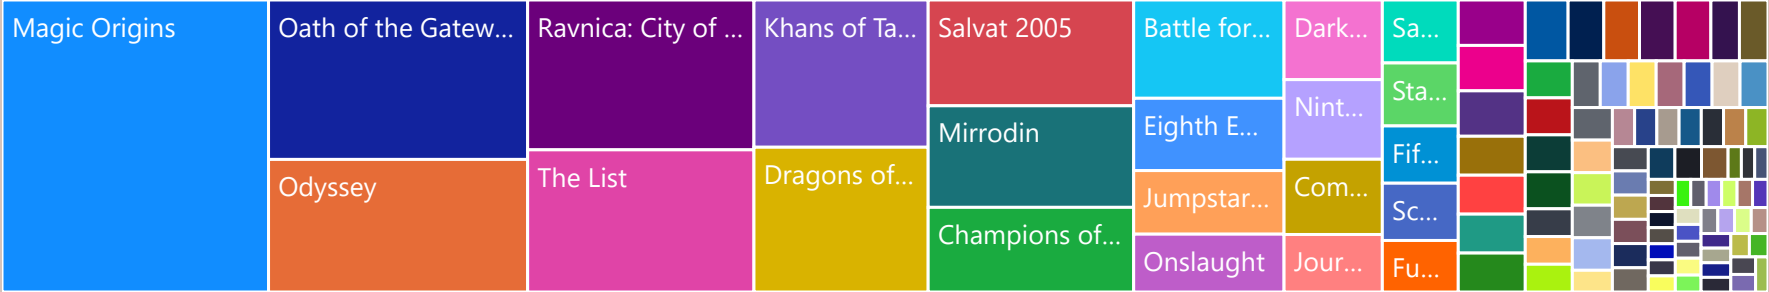 Magic Origins
Oath of the Gatew...
Odyssey
Ravnica: City of ...
The List
Khans of Ta...
Dragons of...
Salvat 2005
Mirrodin
Champions of...
Battle for...
Eighth E...
Jumpstar...
Onslaught
Dark...
Nint...
Com...
Jour...
Sa...
Sta...
Fif...
Sc...
Fu...